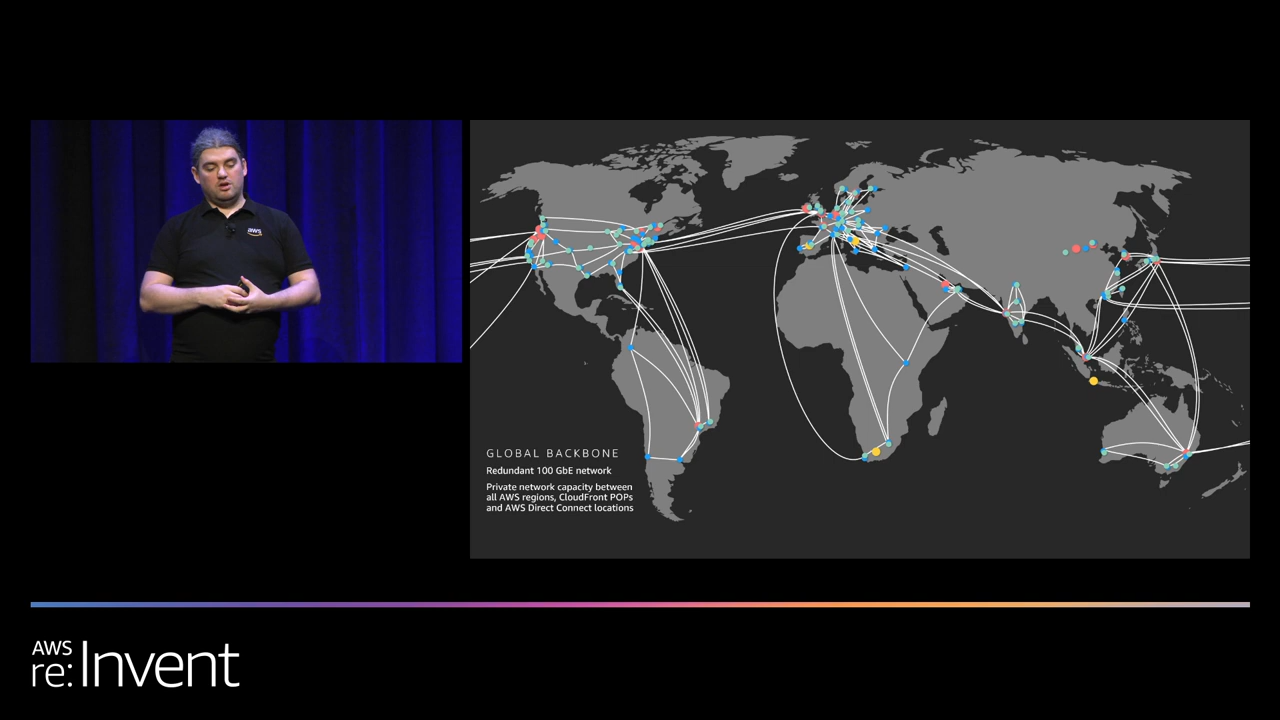 aws
GLOBAL BACKBONE
Redundant 100 GbE network
Private network capacity between
all AWS regions, CloudFront POPs
and AWS Direct Connect locations
AWS
re:Invent